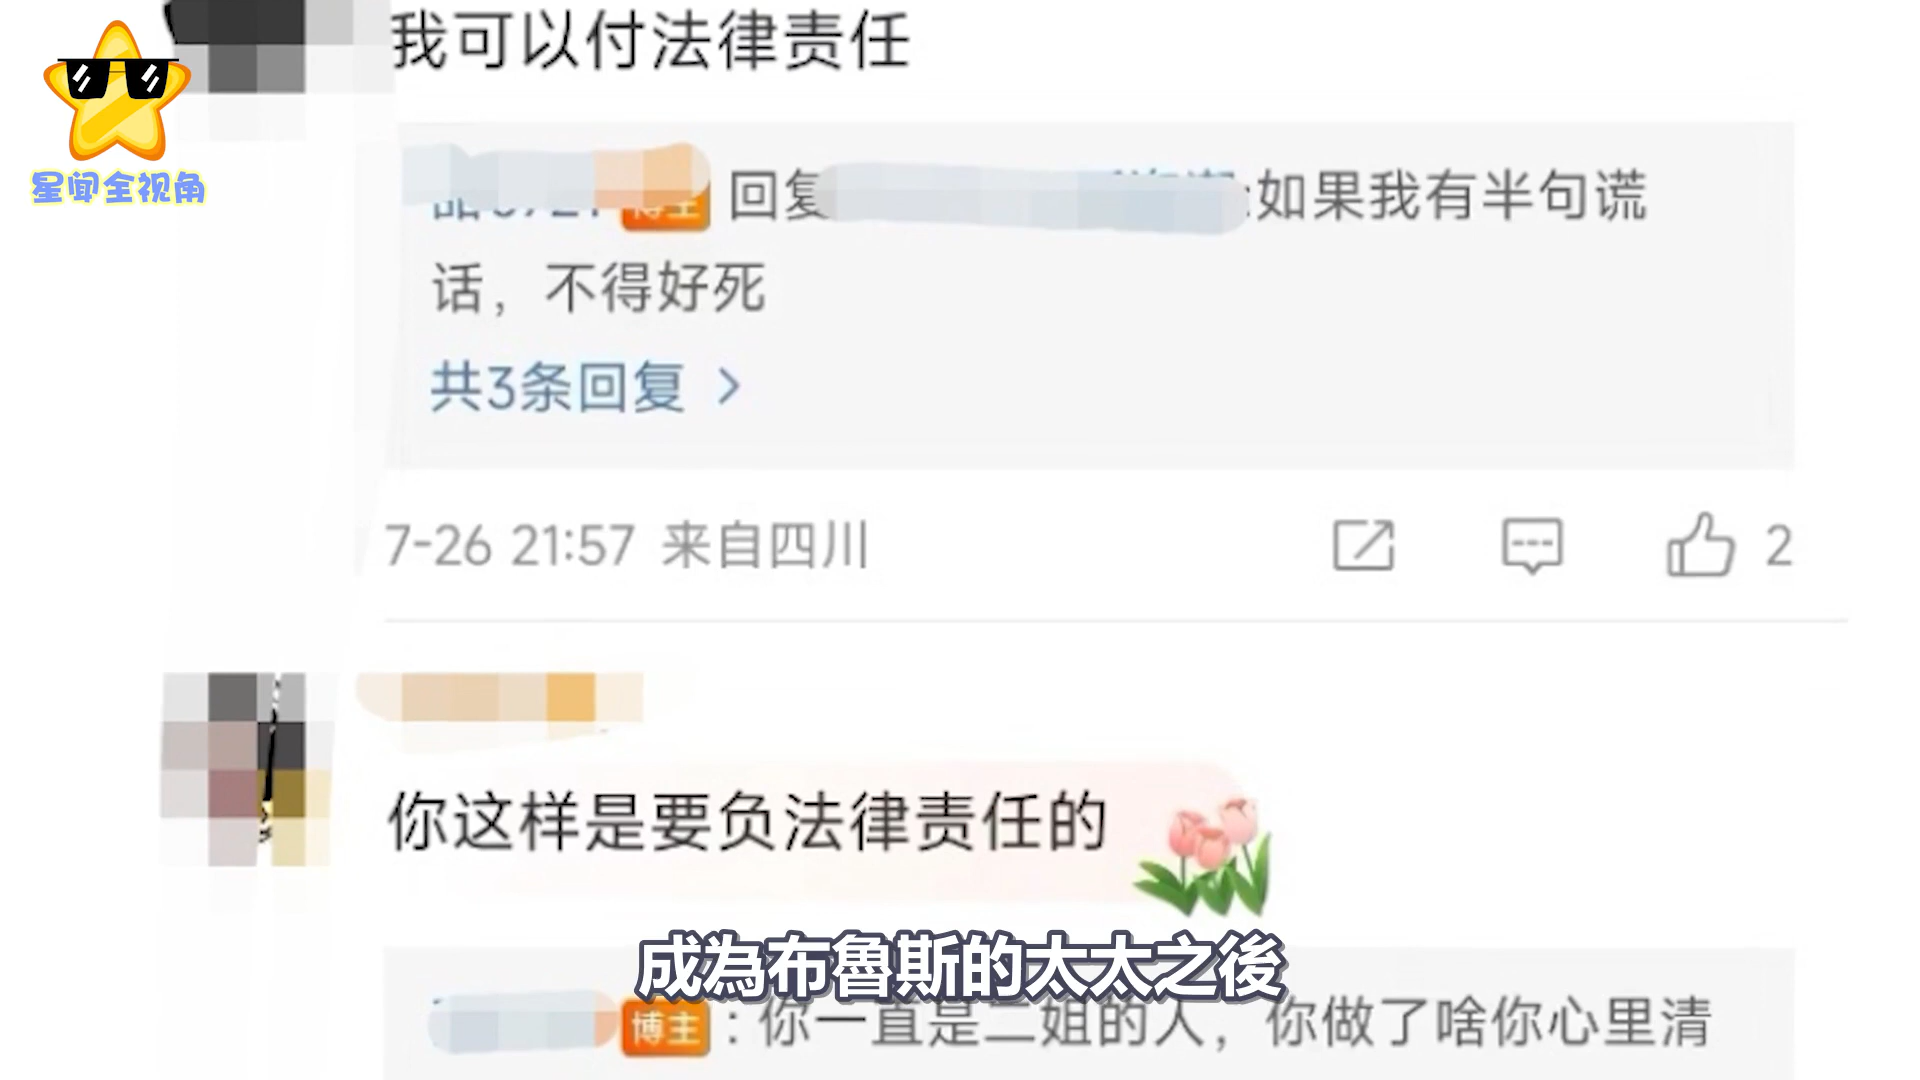 我可以付法律责任
星闻全视角
博主 回复 :如果我有半句谎
话，不得好死
共3条回复 >
7-26 21:57 来自四川
2
你这样是要负法律责任的
成為布魯斯的太太之後
博主 : 你一直是二姐的人，你做了啥你心里清